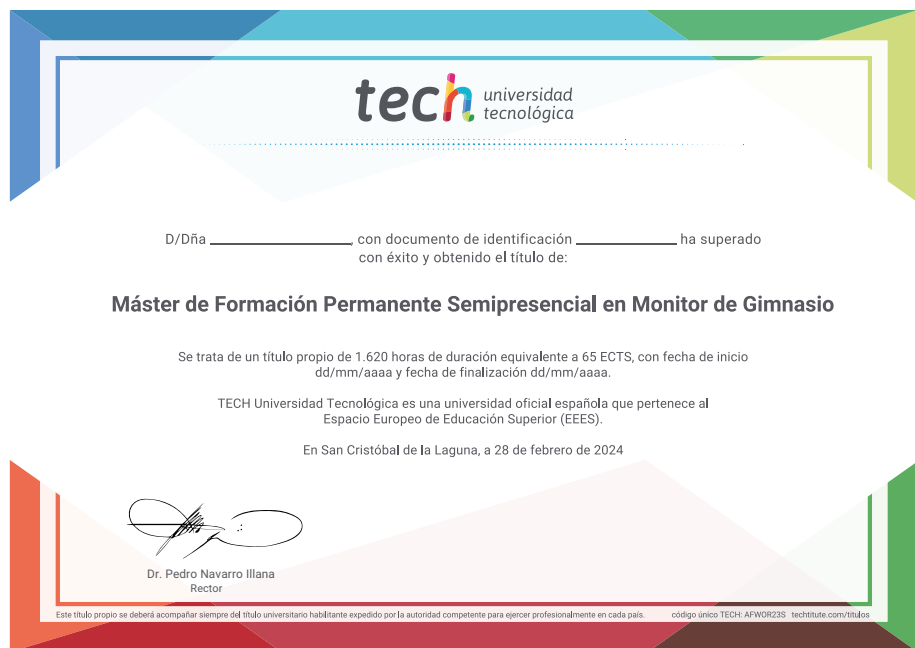 tech universidad
tecnológica
D/Dña ____________, con documento de identificación ____________ ha superado
con éxito y obtenido el título de:
Máster de Formación Permanente Semipresencial en Monitor de Gimnasio
Se trata de un título propio de 1.620 horas de duración equivalente a 65 ECTS, con fecha de inicio
dd/mm/aaaa y fecha de finalización dd/mm/aaaa.
TECH Universidad Tecnológica es una universidad oficial española que pertenece al
Espacio Europeo de Educación Superior (EEES).
En San Cristóbal de la Laguna, a 28 de febrero de 2024
Dr. Pedro Navarro Illana
Rector
Este título propio se deberá acompañar siempre del título universitario habilitante expedido por la autoridad competente para ejercer profesionalmente en cada país. código único TECH: AFWOR23S techtitute.com/titulos